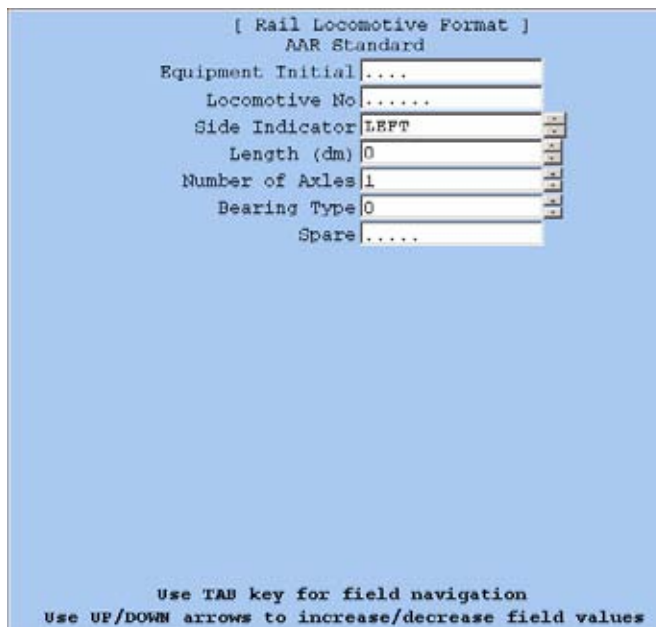 [ Rail Locomotive Format ]
AAR Standard
Equipment Initial ....
Locomotive No ......
Side Indicator LEFT
Length (dm) 0
Number of Axles 1
Bearing Type 0
Spare .....
Use TAB key for field navigation
Use UP/DOWN arrows to increase/decrease field values